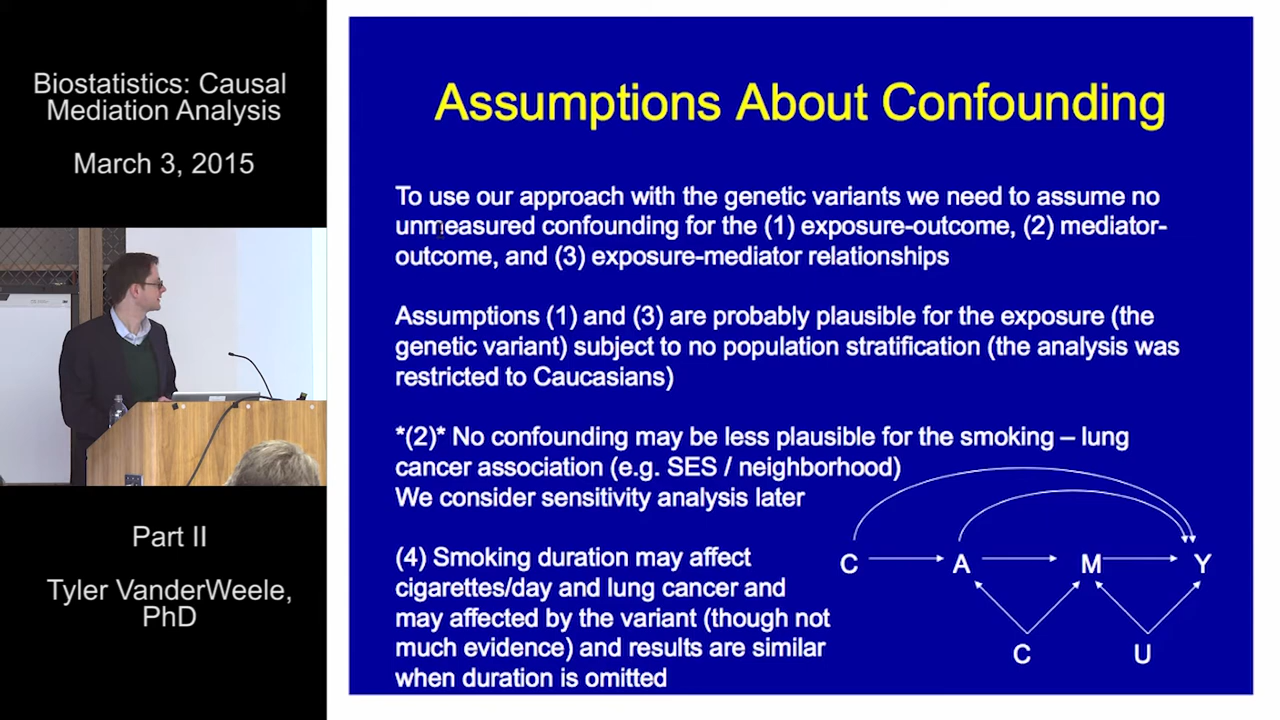 Biostatistics: Causal
Mediation Analysis
March 3, 2015
Part II
Tyler VanderWeele,
PhD
Assumptions About Confounding
To use our approach with the genetic variants we need to assume no
unmeasured confounding for the (1) exposure-outcome, (2) mediator-
outcome, and (3) exposure-mediator relationships
Assumptions (1) and (3) are probably plausible for the exposure (the
genetic variant) subject to no population stratification (the analysis was
restricted to Caucasians)
*(2)* No confounding may be less plausible for the smoking – lung
cancer association (e.g. SES / neighborhood)
We consider sensitivity analysis later
(4) Smoking duration may affect
cigarettes/day and lung cancer and
may affected by the variant (though not
much evidence) and results are similar
when duration is omitted
C A M Y
C U